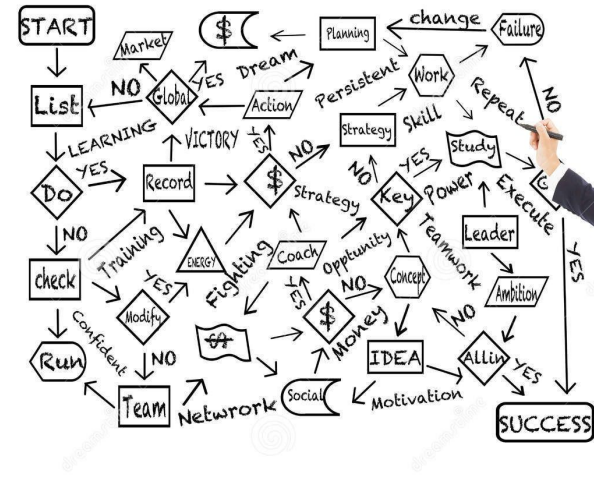 START
Market
$
Planning
change
Failure
List
NO
Global
YES
Dream
Action
Persistent
Work
Repeat
NO
LEARNING
VICTORY
YES
NO
Strategy
Skill
Study
Do
YES
Record
$
Strategy
NO
Key
YES
Power
Execute
NO
Training
ENERGY
Fighting
Coach
Opptunity
Teamwork
Leader
YES
check
YES
Modify
YES
$
NO
Concept
Ambition
Confident
$
Money
NO
Run
NO
IDEA
Allin
YES
Team
Netwrork
Social
Motivation
SUCCESS